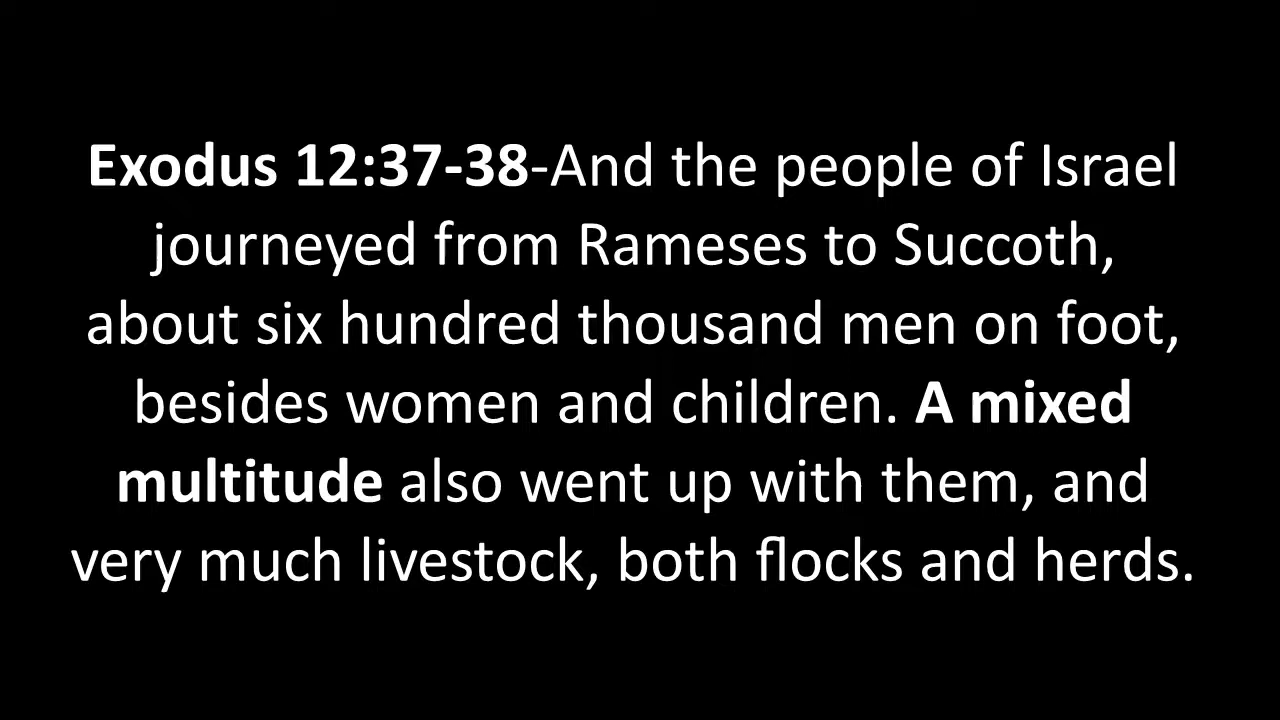 Exodus 12:37-38-And the people of Israel
journeyed from Rameses to Succoth,
about six hundred thousand men on foot,
besides women and children. A mixed
multitude also went up with them, and
very much livestock, both flocks and herds.